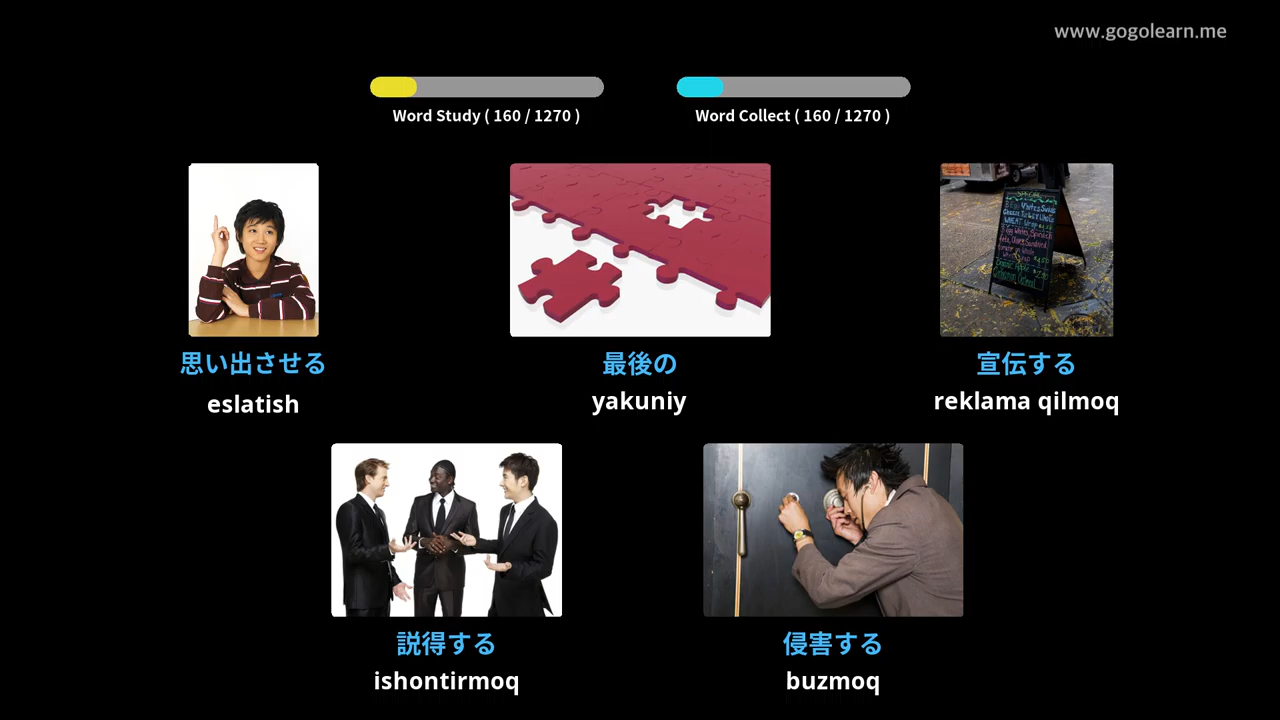 www.gogolearn.me
Word Study ( 160 / 1270 )
Word Collect ( 160 / 1270 )
思い出させる
eslatish
最後の
yakuniy
宣伝する
reklama qilmoq
説得する
ishontirmoq
侵害する
buzmoq